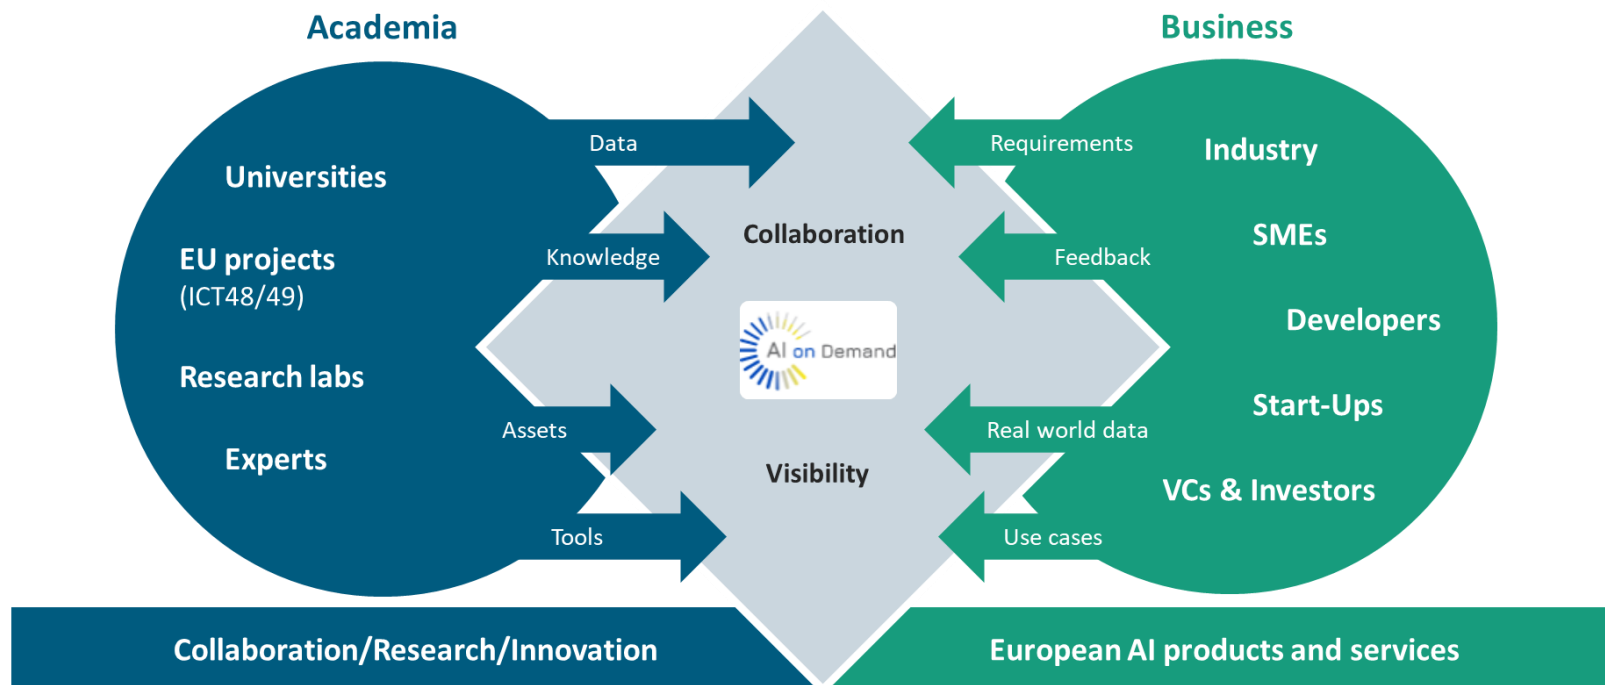 Academia
Business
Data
Requirements
Universities
Industry
Collaboration
SMEs
EU projects
(ICT48/49)
Knowledge
Feedback
Developers
AI on Demand
Research labs
Start-Ups
Assets
Real world data
Experts
Visibility
VCs & Investors
Tools
Use cases
Collaboration/Research/Innovation
European AI products and services